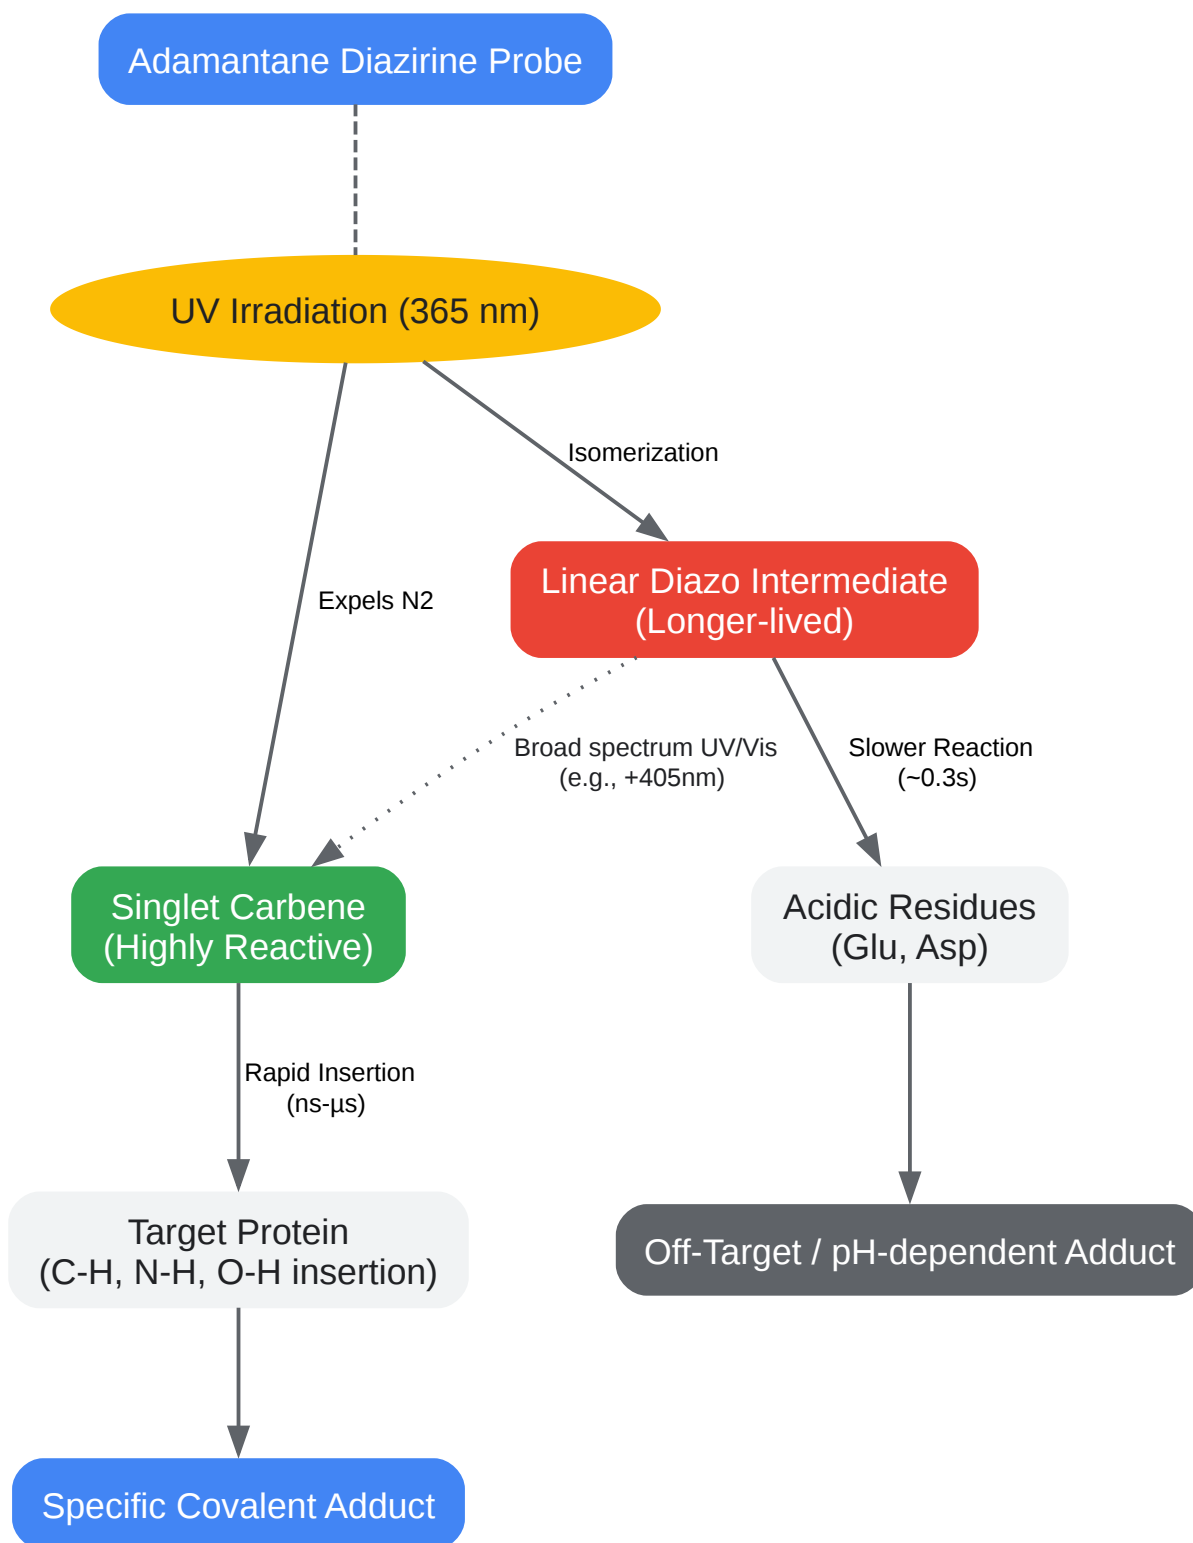 Adamantane Diazirine Probe
UV Irradiation (365 nm)
Isomerization
Linear Diazo Intermediate
(Longer-lived)
Expels N2
Broad spectrum UV/Vis
(e.g., +405nm)
Slower Reaction
(~0.3s)
Singlet Carbene
(Highly Reactive)
Acidic Residues
(Glu, Asp)
Rapid Insertion
(ns-µs)
Target Protein
(C-H, N-H, O-H insertion)
Off-Target / pH-dependent Adduct
Specific Covalent Adduct